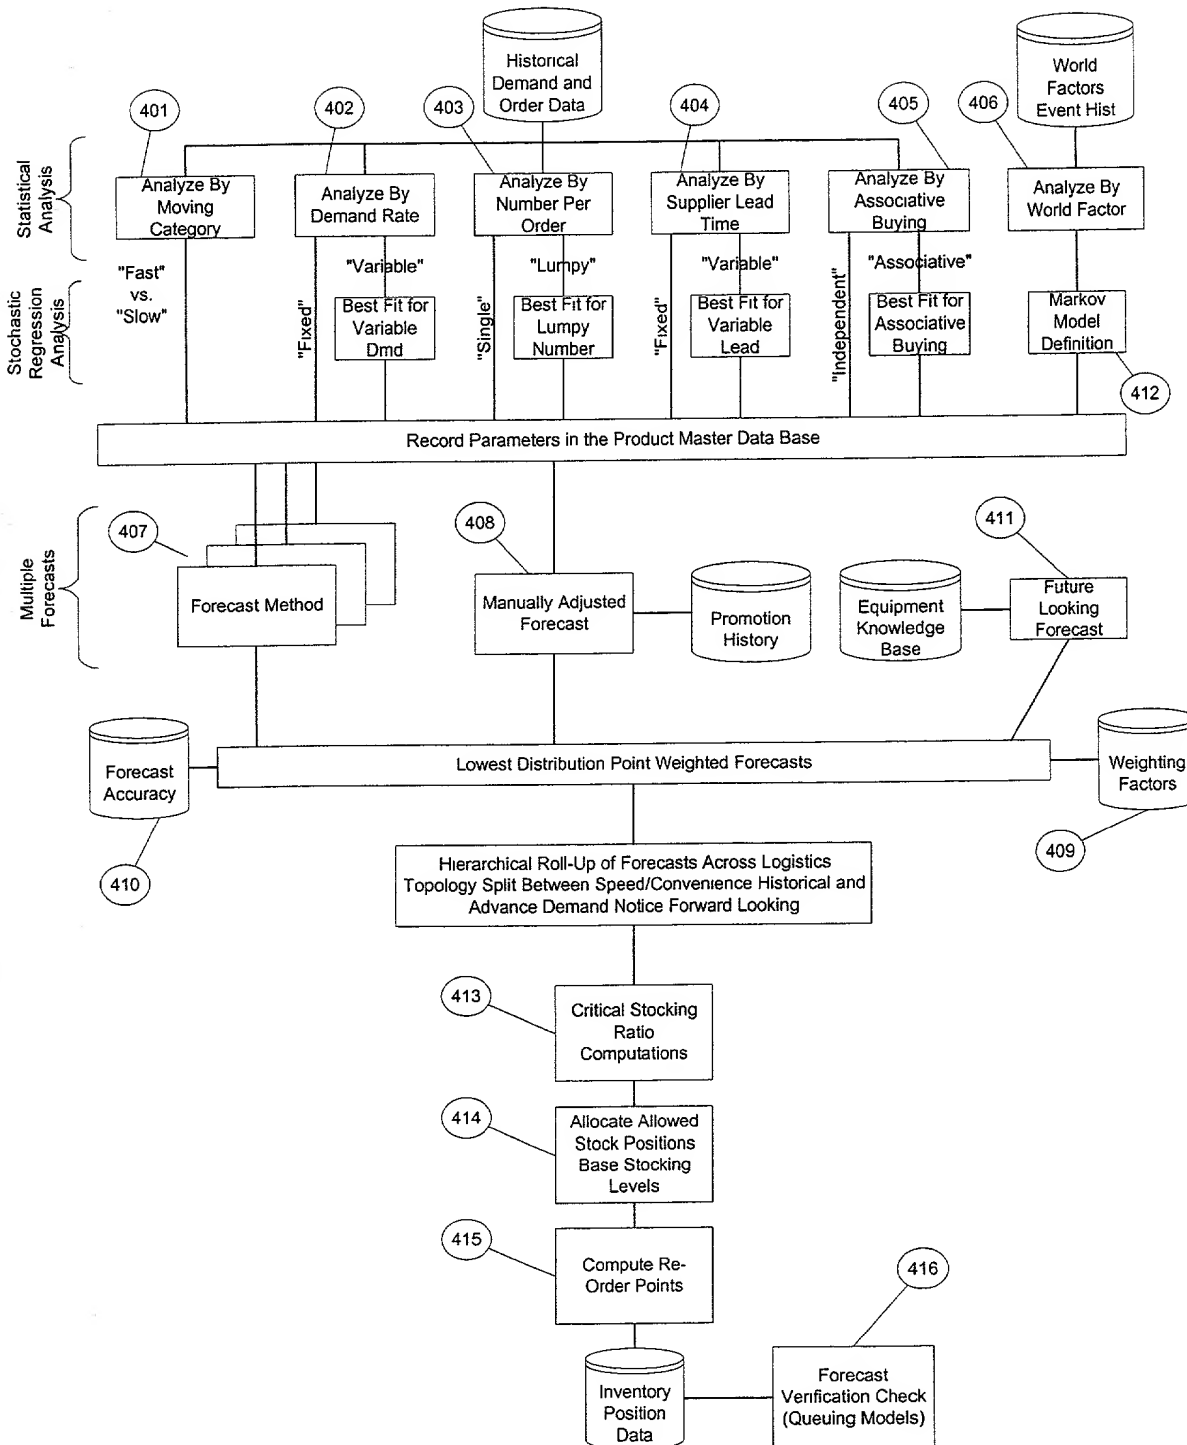 Historical
Demand and
Order Data
World
Factors
Event Hist
401
402
403
404
405
406
Statistical
Analysis
Analyze By
Moving
Category
Analyze By
Demand Rate
Analyze By
Number Per
Order
Analyze By
Supplier Lead
Time
Analyze By
Associative
Buying
Analyze By
World Factor
Stochastic
Regression
Analysis
"Fast"
vs.
"Slow"
"Fixed"
"Variable"
Best Fit for
Variable
Dmd
"Single"
"Lumpy"
Best Fit for
Lumpy
Number
"Fixed"
"Variable"
Best Fit for
Variable
Lead
"Independent"
"Associative"
Best Fit for
Associative
Buying
Markov
Model
Definition
412
Record Parameters in the Product Master Data Base
Multiple
Forecasts
407
Forecast Method
408
Manually Adjusted
Forecast
Promotion
History
Equipment
Knowledge
Base
411
Future
Looking
Forecast
Forecast
Accuracy
410
Lowest Distribution Point Weighted Forecasts
Weighting
Factors
409
Hierarchical Roll-Up of Forecasts Across Logistics
Topology Split Between Speed/Convenience Historical and
Advance Demand Notice Forward Looking
413
Critical Stocking
Ratio
Computations
414
Allocate Allowed
Stock Positions
Base Stocking
Levels
415
Compute Re-
Order Points
416
Inventory
Position
Data
Forecast
Verification Check
(Queuing Models)